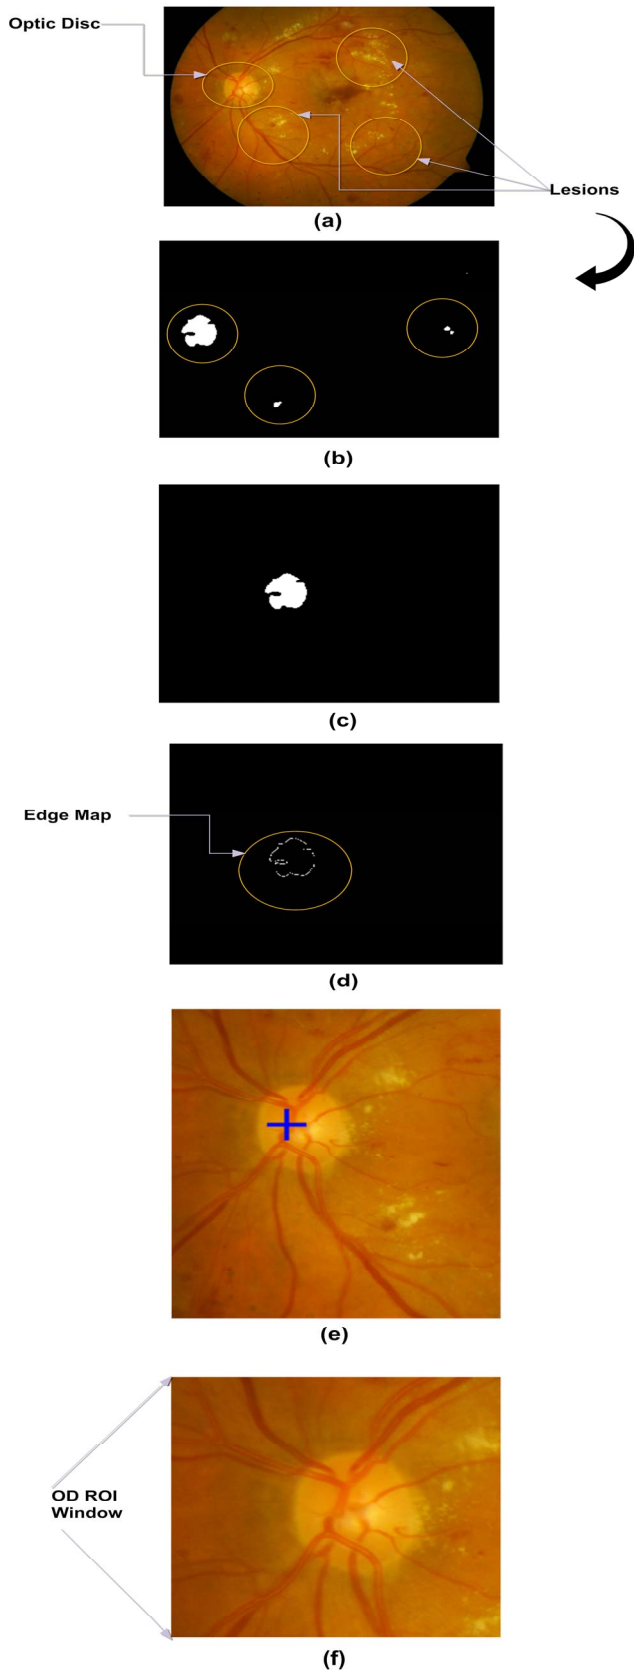 Optic Disc
Lesions
(a)
(b)
(c)
Edge Map
(d)
(e)
OD ROI
Window
(f)